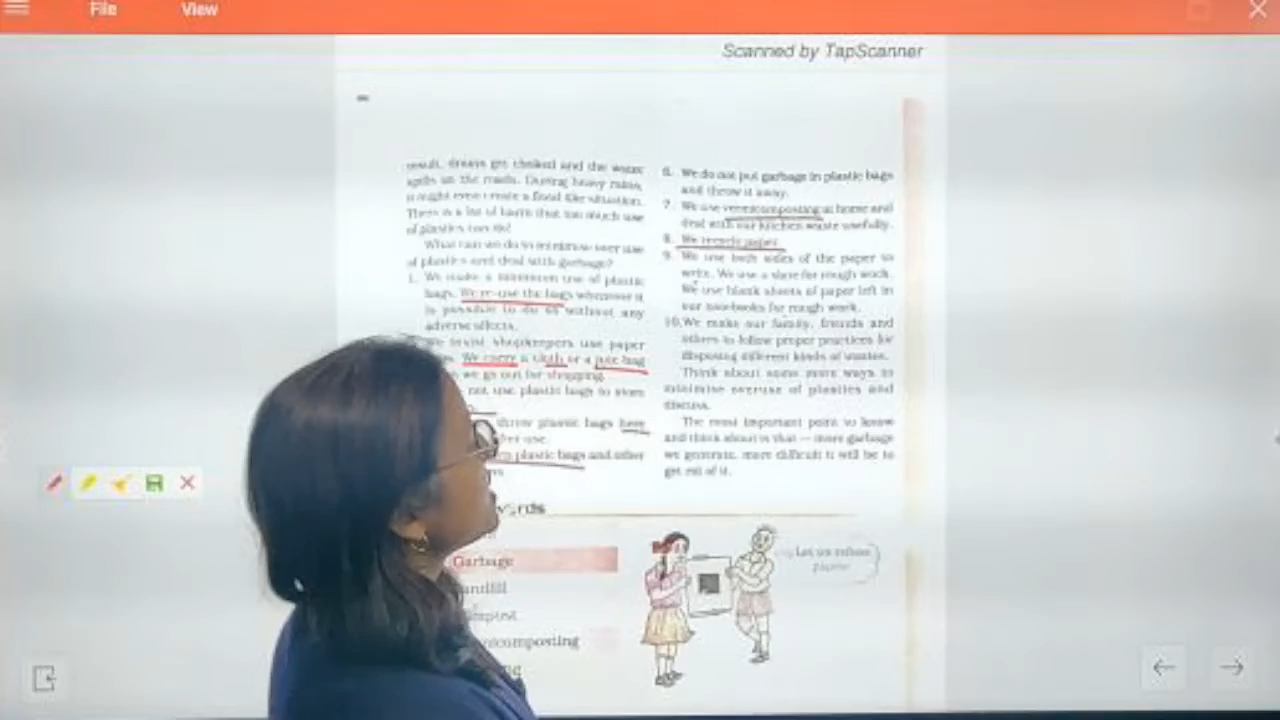 File View
Scanned by TapScanner
result, drains get choked and the water
spills on the roads. During heavy rains,
it might even create a flood like situation.
There is a lot of harm that too much use
of plastics can do!
What can we do to minimise over use
of plastics and deal with garbage?
1. We make a minimum use of plastic
bags. We re-use the bags whenever it
is possible to do so without any
adverse affects.
We insist shopkeepers use paper
We carry a cloth or a jute bag
we go out for shopping.
not use plastic bags to store
throw plastic bags here
use.
plastic bags and other
6. We do not put garbage in plastic bags
and throw it away.
7. We use vermicomposting at home and
deal with our kitchen waste usefully.
8. We recycle paper.
9. We use both sides of the paper to
write. We use a slate for rough work.
We use blank sheets of paper left in
our notebooks for rough work.
10. We make our family, friends and
others to follow proper practices for
disposing different kinds of wastes.
Think about some more ways to
minimise overuse of plastics and
discuss.
The most important point to know
and think about is that — more garbage
we generate, more difficult it will be to
get rid of it.
Garbage
Let us reduse
paper